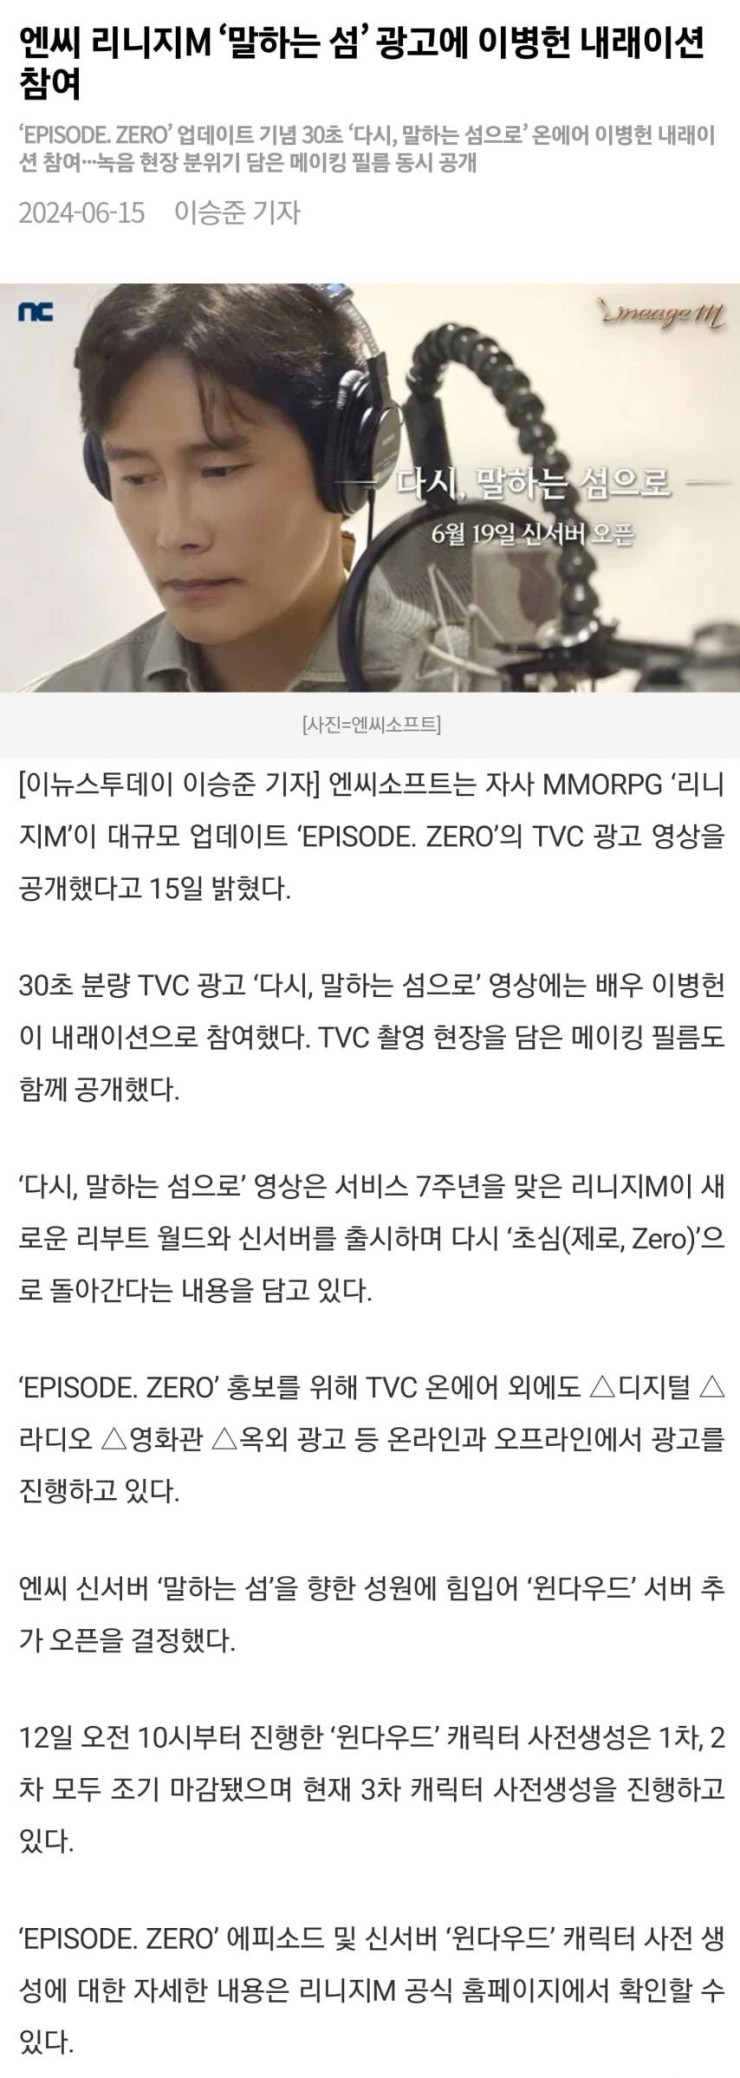 엔씨 리니지M ‘말하는 섬’ 광고에 이병헌 내래이션
참여
‘EPISODE. ZERO’ 업데이트 기념 30초 ‘다시, 말하는 섬으로’ 온에어 이병헌 내래이
션 참여···녹음 현장 분위기 담은 메이킹 필름 동시 공개
2024-06-15 이승준 기자
nc
Lineage M
다시, 말하는 섬으로
6월 19일 신서버 오픈
[사진=엔씨소프트]
[이뉴스투데이 이승준 기자] 엔씨소프트는 자사 MMORPG ‘리니
지M’이 대규모 업데이트 ‘EPISODE. ZERO’의 TVC 광고 영상을
공개했다고 15일 밝혔다.
30초 분량 TVC 광고 ‘다시, 말하는 섬으로’ 영상에는 배우 이병헌
이 내래이션으로 참여했다. TVC 촬영 현장을 담은 메이킹 필름도
함께 공개했다.
‘다시, 말하는 섬으로’ 영상은 서비스 7주년을 맞은 리니지M이 새
로운 리부트 월드와 신서버를 출시하며 다시 ‘초심(제로, Zero)’으
로 돌아간다는 내용을 담고 있다.
‘EPISODE. ZERO’ 홍보를 위해 TVC 온에어 외에도 △디지털 △
라디오 △영화관 △옥외 광고 등 온라인과 오프라인에서 광고를
진행하고 있다.
엔씨 신서버 ‘말하는 섬’을 향한 성원에 힘입어 ‘윈다우드’ 서버 추
가 오픈을 결정했다.
12일 오전 10시부터 진행한 ‘윈다우드’ 캐릭터 사전생성은 1차, 2
차 모두 조기 마감됐으며 현재 3차 캐릭터 사전생성을 진행하고
있다.
‘EPISODE. ZERO’ 에피소드 및 신서버 ‘윈다우드’ 캐릭터 사전 생
성에 대한 자세한 내용은 리니지M 공식 홈페이지에서 확인할 수
있다.